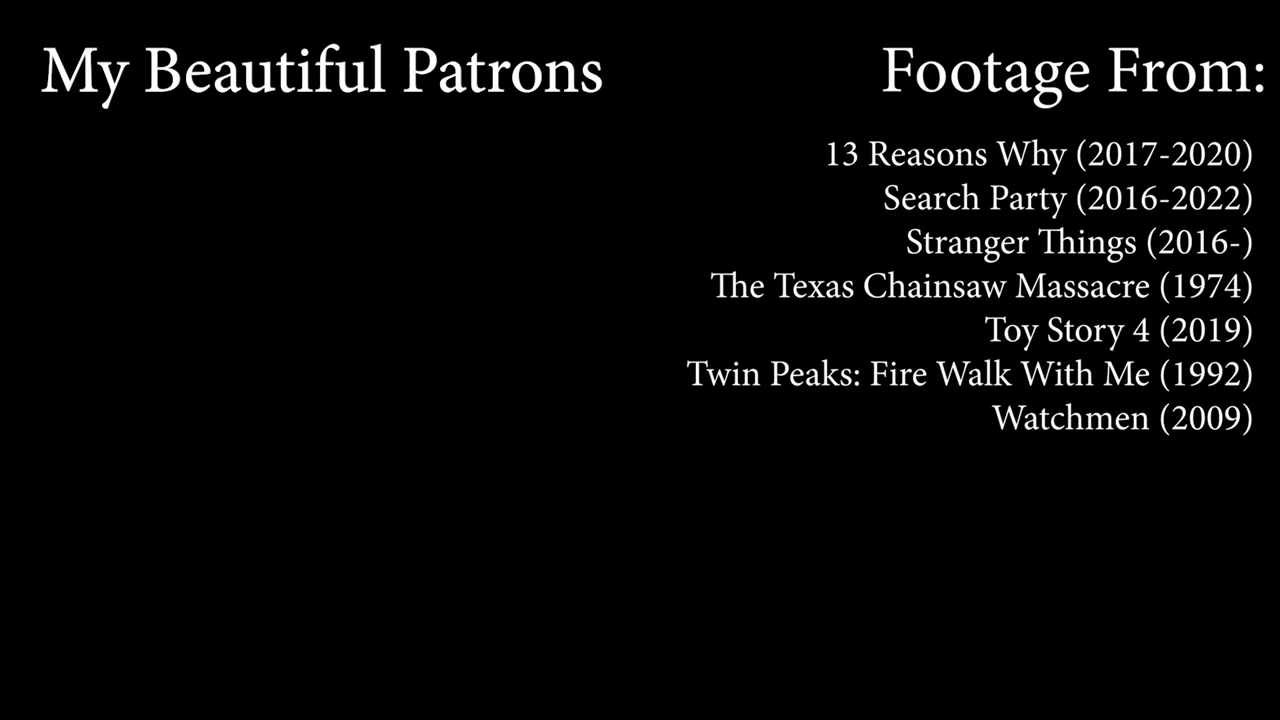 My Beautiful Patrons
Footage From:
13 Reasons Why (2017-2020)
Search Party (2016-2022)
Stranger Things (2016-)
The Texas Chainsaw Massacre (1974)
Toy Story 4 (2019)
Twin Peaks: Fire Walk With Me (1992)
Watchmen (2009)